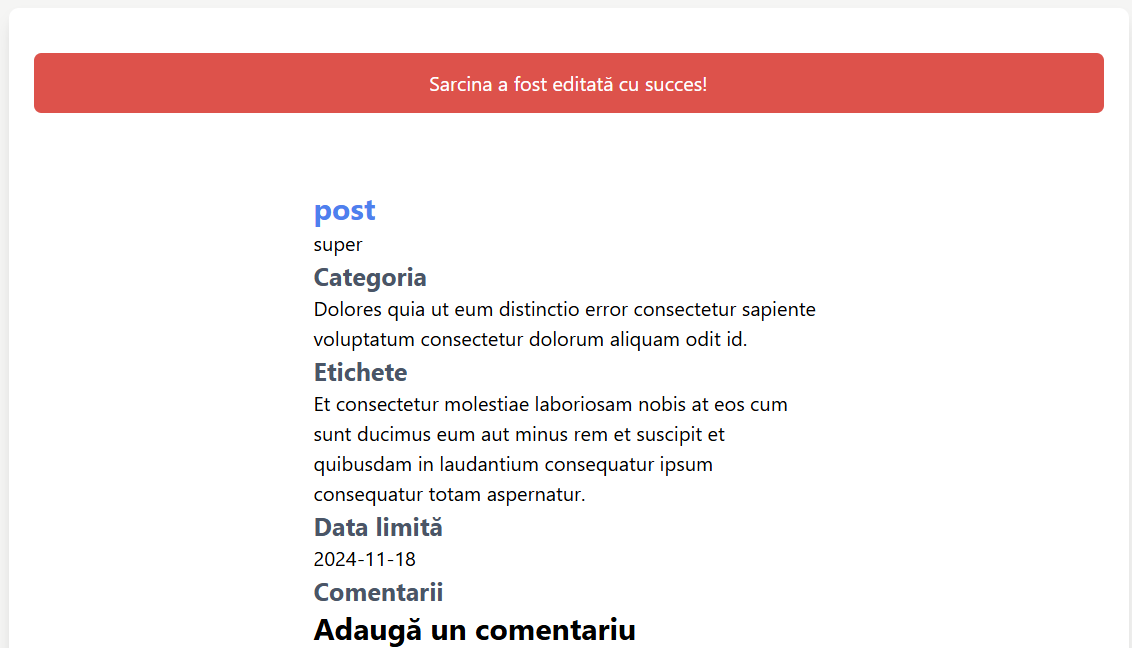 Sarcina a fost editată cu succes!
post
super
Categoria
Dolores quia ut eum distinctio error consectetur sapiente
voluptatum consectetur dolorum aliquam odit id.
Etichete
Et consectetur molestiae laboriosam nobis at eos cum
sunt ducimus eum aut minus rem et suscipit et
quibusdam in laudantium consequatur ipsum
consequatur totam aspernatur.
Data limită
2024-11-18
Comentarii
Adaugă un comentariu